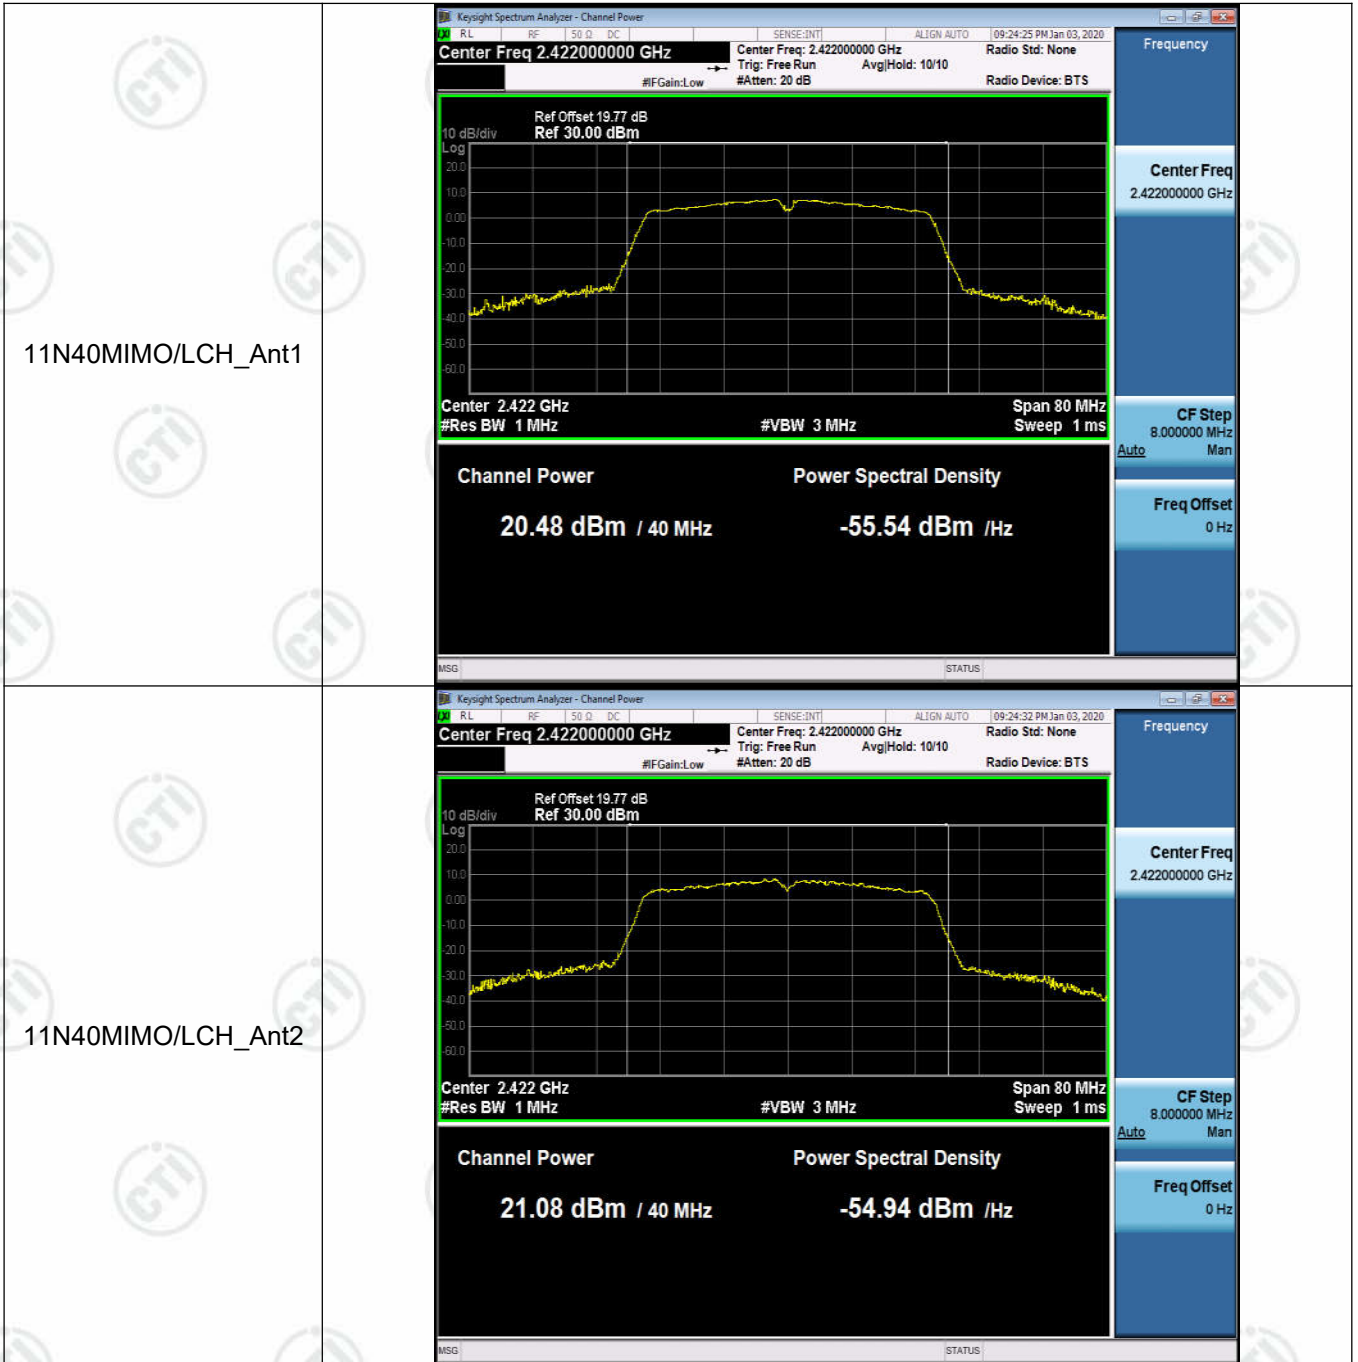 11N40MIMO/LCH_Ant1
Keysight Spectrum Analyzer - Channel Power
RL RF 50 Ω DC SENSE:INT ALIGN AUTO 09:24:25 PM Jan 03, 2020
Center Freq 2.422000000 GHz
Center Freq: 2.422000000 GHz Radio Std: None
Trig: Free Run Avg|Hold: 10/10
#IFGain:Low #Atten: 20 dB Radio Device: BTS
Ref Offset 19.77 dB
10 dB/div Ref 30.00 dBm
Log
20.0
10.0
0.00
-10.0
-20.0
-30.0
-40.0
-50.0
-60.0
Center 2.422 GHz Span 80 MHz
#Res BW 1 MHz #VBW 3 MHz Sweep 1 ms
Channel Power Power Spectral Density
20.48 dBm / 40 MHz -55.54 dBm /Hz
MSG STATUS
Frequency
Center Freq
2.422000000 GHz
CF Step
8.000000 MHz
Auto Man
Freq Offset
0 Hz
11N40MIMO/LCH_Ant2
Keysight Spectrum Analyzer - Channel Power
RL RF 50 Ω DC SENSE:INT ALIGN AUTO 09:24:32 PM Jan 03, 2020
Center Freq 2.422000000 GHz
Center Freq: 2.422000000 GHz Radio Std: None
Trig: Free Run Avg|Hold: 10/10
#IFGain:Low #Atten: 20 dB Radio Device: BTS
Ref Offset 19.77 dB
10 dB/div Ref 30.00 dBm
Log
20.0
10.0
0.00
-10.0
-20.0
-30.0
-40.0
-50.0
-60.0
Center 2.422 GHz Span 80 MHz
#Res BW 1 MHz #VBW 3 MHz Sweep 1 ms
Channel Power Power Spectral Density
21.08 dBm / 40 MHz -54.94 dBm /Hz
MSG STATUS
Frequency
Center Freq
2.422000000 GHz
CF Step
8.000000 MHz
Auto Man
Freq Offset
0 Hz
CTI
CTI
CTI
CTI
CTI
CTI
CTI
CTI